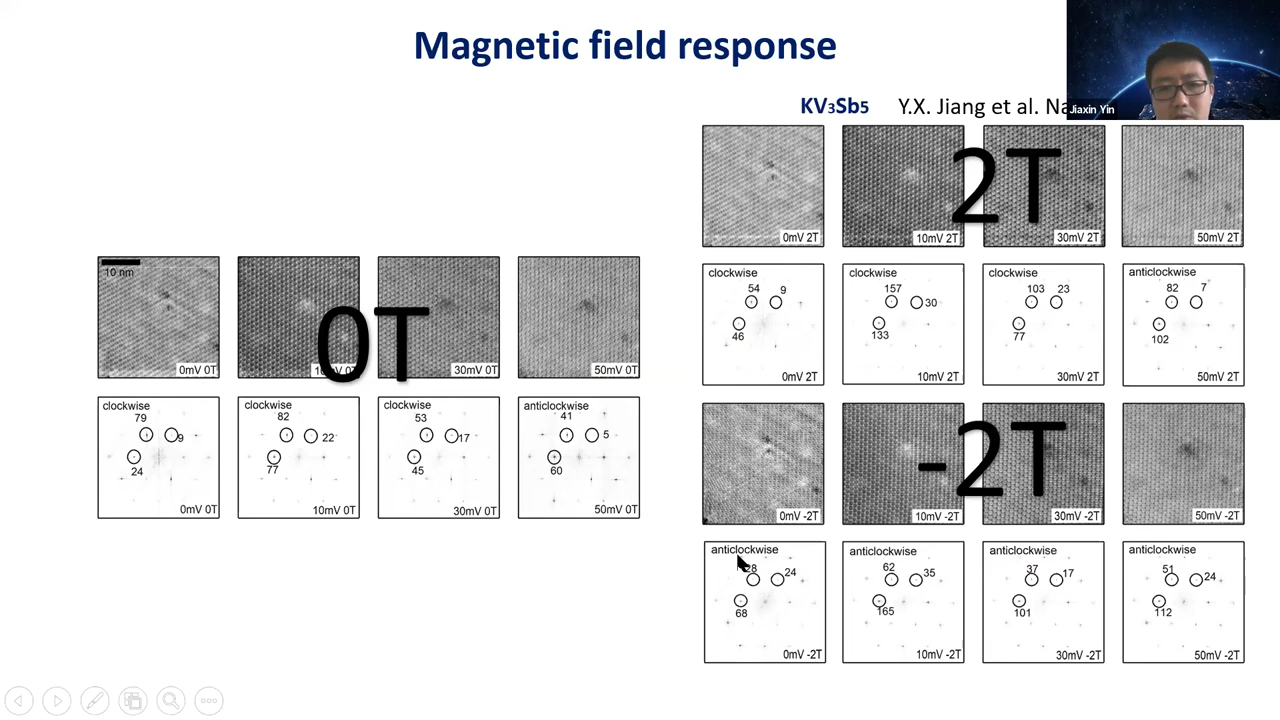 Magnetic field response
KV3Sb5 Y.X. Jiang et al.
Jiaxin Yin
10 nm
0mV 0T
30mV 0T
50mV 0T
0T
clockwise
79
9
24
0mV 0T
clockwise
82
22
77
10mV 0T
clockwise
53
17
45
30mV 0T
anticlockwise
41
5
60
50mV 0T
2T
0mV 2T
10mV 2T
30mV 2T
50mV 2T
clockwise
54
9
46
0mV 2T
clockwise
157
30
133
10mV 2T
clockwise
103
23
77
30mV 2T
anticlockwise
82
7
102
50mV 2T
-2T
0mV -2T
10mV -2T
30mV -2T
50mV -2T
anticlockwise
24
68
0mV -2T
anticlockwise
62
35
165
10mV -2T
anticlockwise
37
17
101
30mV -2T
anticlockwise
51
24
112
50mV -2T